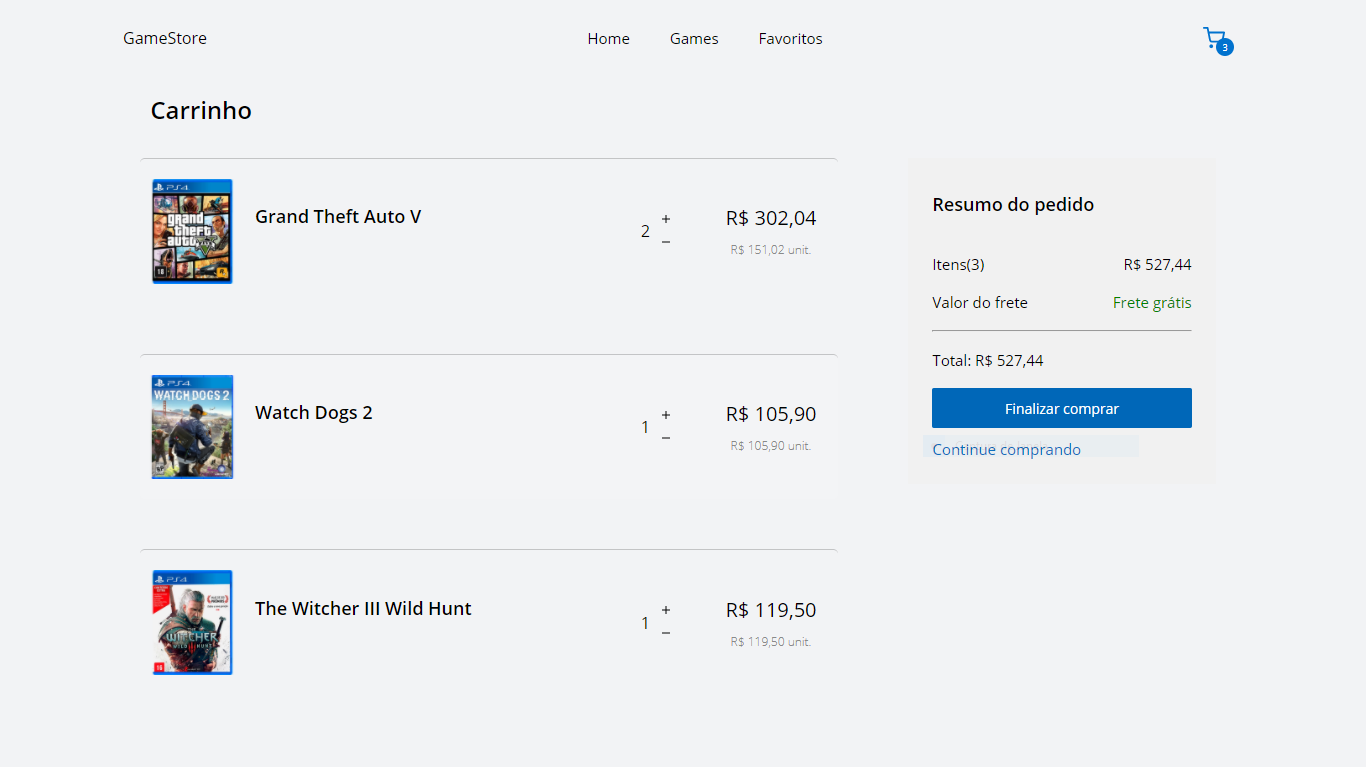 GameStore
Home
Games
Favoritos
3
Carrinho
PS4
grand
theft
auto
V
18
Grand Theft Auto V
2
+
−
R$ 302,04
R$ 151,02 unit.
PS4
WATCH DOGS 2
Watch Dogs 2
1
+
−
R$ 105,90
R$ 105,90 unit.
PS4
THE
WITCHER
WILD HUNT
The Witcher III Wild Hunt
1
+
−
R$ 119,50
R$ 119,50 unit.
Resumo do pedido
Itens(3) R$ 527,44
Valor do frete Frete grátis
Total: R$ 527,44
Finalizar comprar
Continue comprando